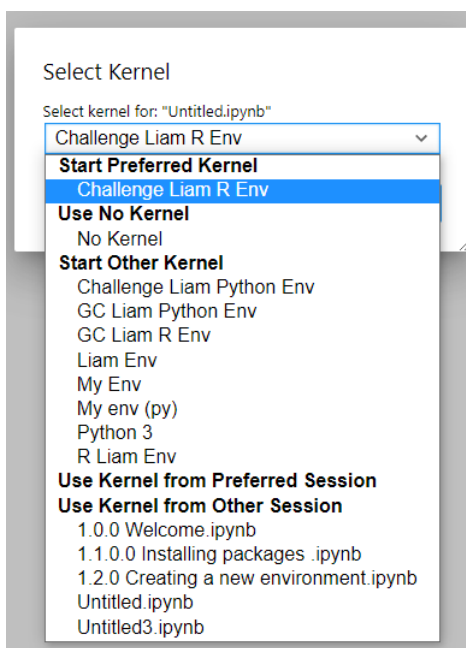 Select Kernel
Select kernel for: "Untitled.ipynb"
Challenge Liam R Env
Start Preferred Kernel
Challenge Liam R Env
Use No Kernel
No Kernel
Start Other Kernel
Challenge Liam Python Env
GC Liam Python Env
GC Liam R Env
Liam Env
My Env
My env (py)
Python 3
R Liam Env
Use Kernel from Preferred Session
Use Kernel from Other Session
1.0.0 Welcome.ipynb
1.1.0.0 Installing packages .ipynb
1.2.0 Creating a new environment.ipynb
Untitled.ipynb
Untitled3.ipynb